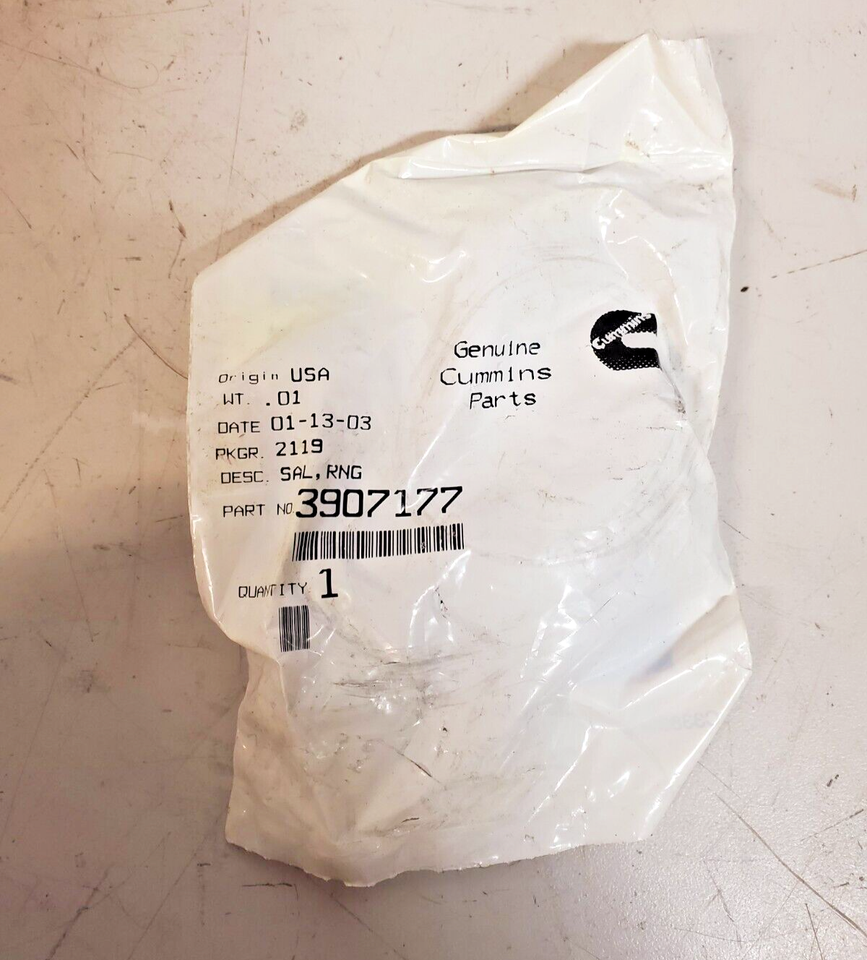 Genuine
Cummins
Parts
Cummins
Origin USA
WT. .01
DATE 01-13-03
PKGR. 2119
DESC. SAL, RNG
PART NO. 3907177
QUANTITY 1